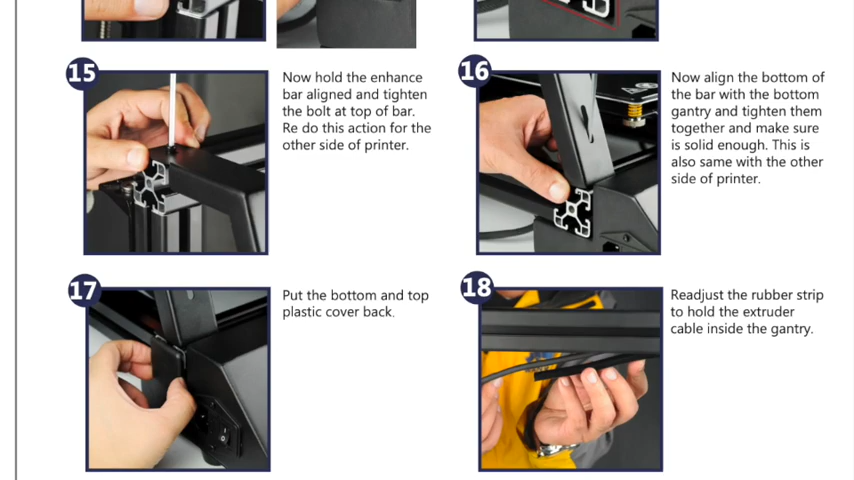 15
Now hold the enhance
bar aligned and tighten
the bolt at top of bar.
Re do this action for the
other side of printer.
16
Now align the bottom of
the bar with the bottom
gantry and tighten them
together and make sure
is solid enough. This is
also same with the other
side of printer.
17
Put the bottom and top
plastic cover back.
18
Readjust the rubber strip
to hold the extruder
cable inside the gantry.